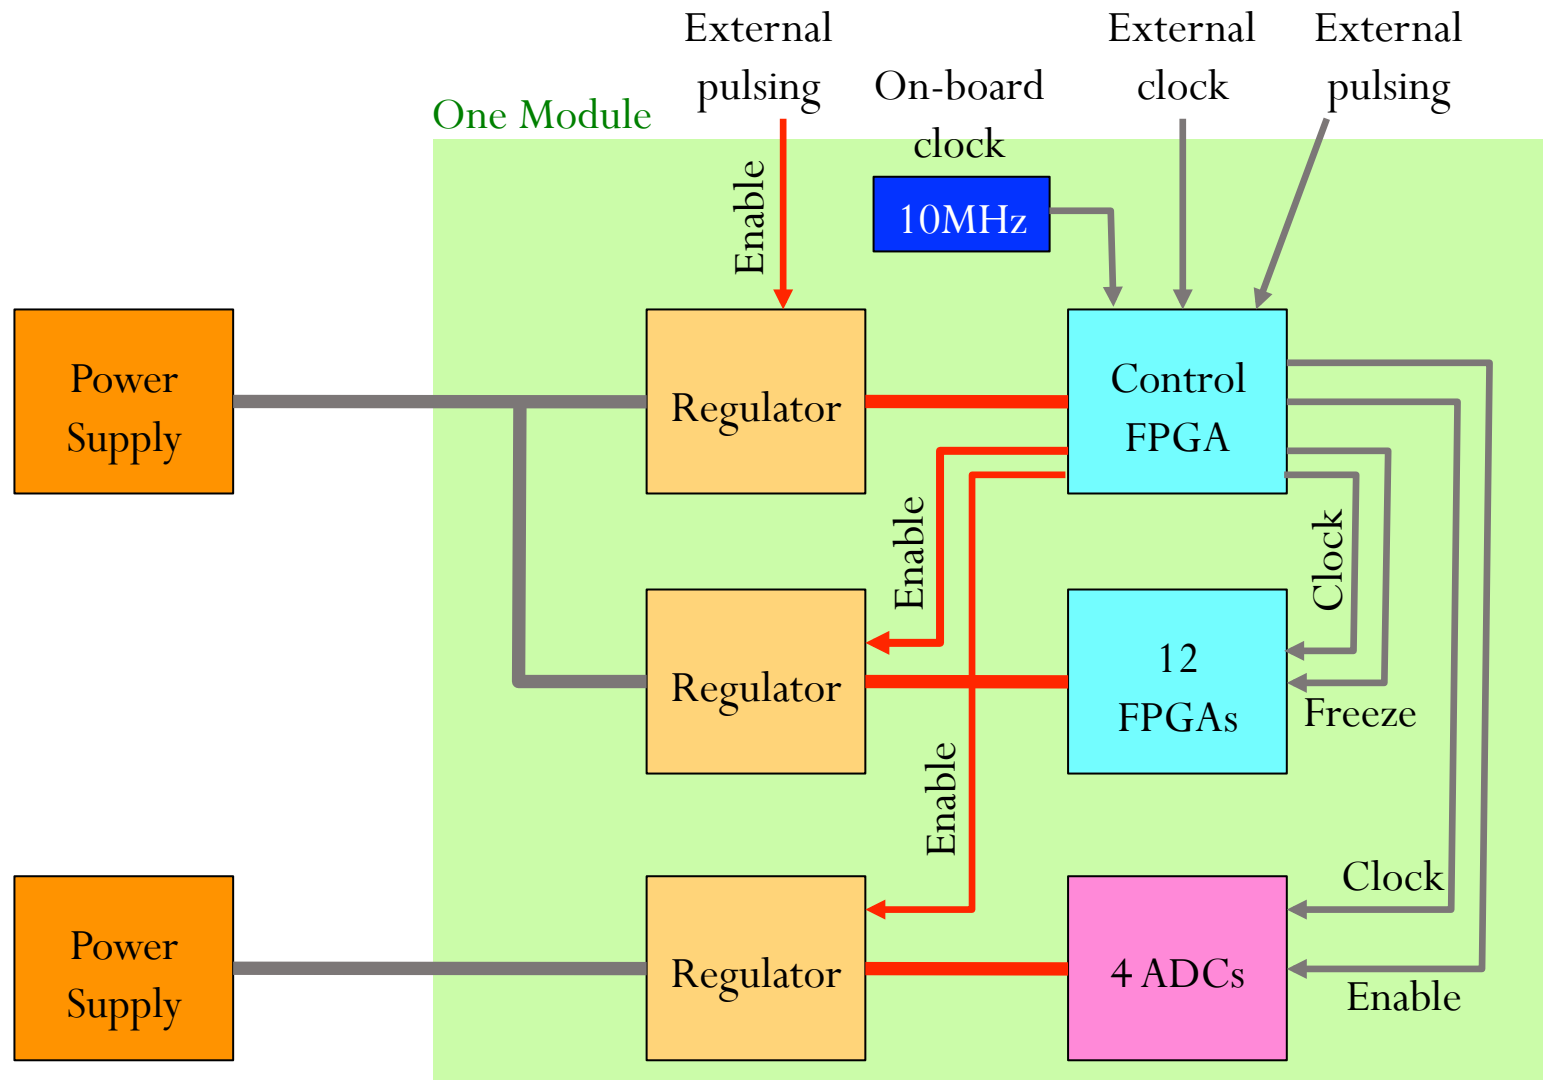 External
pulsing
On-board
clock
External
clock
External
pulsing
One Module
Enable
10MHz
Power
Supply
Regulator
Control
FPGA
Enable
Clock
Regulator
12
FPGAs
Freeze
Enable
Clock
Power
Supply
Regulator
4 ADCs
Enable